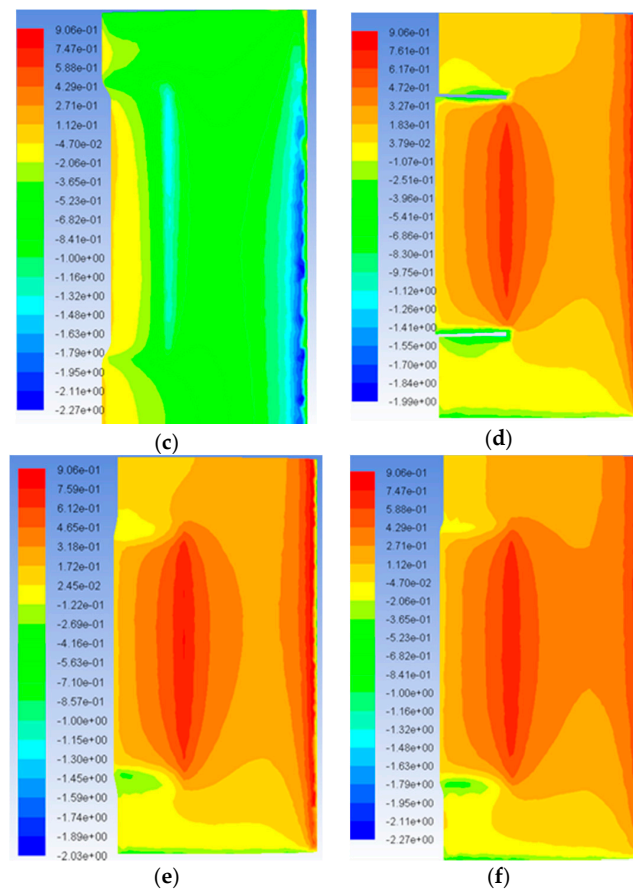 9.06e-01
7.47e-01
5.88e-01
4.29e-01
2.71e-01
1.12e-01
-4.70e-02
-2.06e-01
-3.65e-01
-5.23e-01
-6.82e-01
-8.41e-01
-1.00e+00
-1.16e+00
-1.32e+00
-1.48e+00
-1.64e+00
-1.79e+00
-1.95e+00
-2.11e+00
-2.27e+00
(c)
9.06e-01
7.61e-01
6.17e-01
4.72e-01
3.27e-01
1.83e-01
3.79e-02
-1.07e-01
-2.51e-01
-3.96e-01
-5.41e-01
-6.86e-01
-8.30e-01
-9.75e-01
-1.12e+00
-1.26e+00
-1.41e+00
-1.55e+00
-1.70e+00
-1.84e+00
-1.99e+00
(d)
9.06e-01
7.59e-01
6.12e-01
4.65e-01
3.18e-01
1.72e-01
2.45e-02
-1.22e-01
-2.69e-01
-4.16e-01
-5.63e-01
-7.10e-01
-8.57e-01
-1.00e+00
-1.15e+00
-1.30e+00
-1.45e+00
-1.59e+00
-1.74e+00
-1.89e+00
-2.03e+00
(e)
9.06e-01
7.47e-01
5.88e-01
4.29e-01
2.71e-01
1.12e-01
-4.70e-02
-2.06e-01
-3.65e-01
-5.23e-01
-6.82e-01
-8.41e-01
-1.00e+00
-1.16e+00
-1.32e+00
-1.48e+00
-1.63e+00
-1.79e+00
-1.95e+00
-2.11e+00
-2.27e+00
(f)